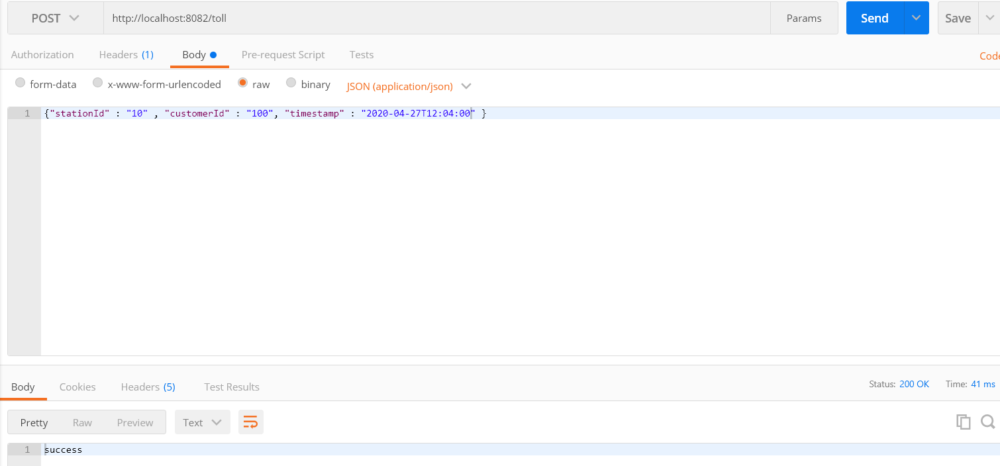 POST http://localhost:8082/toll Params Send Save
Authorization Headers (1) Body Pre-request Script Tests Code
form-data x-www-form-urlencoded raw binary JSON (application/json)
1 {"stationId" : "10" , "customerId" : "100", "timestamp" : "2020-04-27T12:04:00" }
Body Cookies Headers (5) Test Results Status: 200 OK Time: 41 ms
Pretty Raw Preview Text
1 success